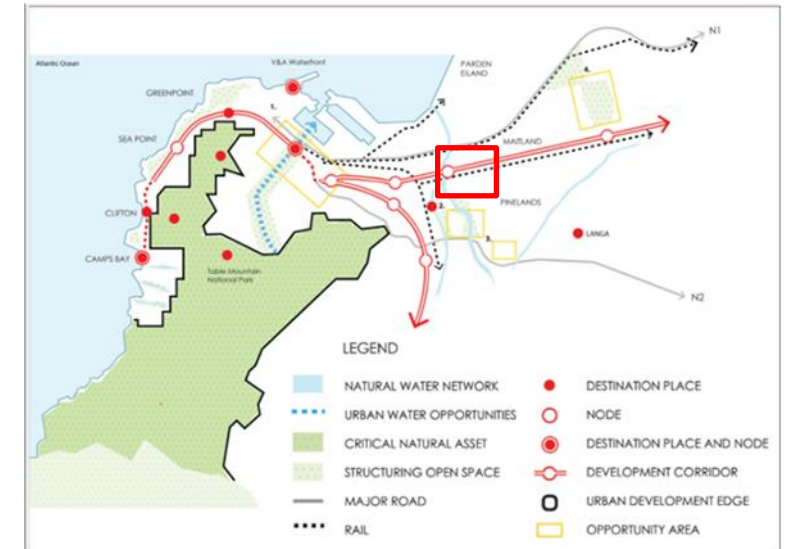 N1
Atlantic Ocean
V&A Waterfront
PARDEN
EILAND
GREENPOINT
4.
1.
SEA POINT
MAITLAND
CLIFTON
2.
PINELANDS
3.
LANGA
CAMPS BAY
Table Mountain
National Park
N2
LEGEND
NATURAL WATER NETWORK
URBAN WATER OPPORTUNITIES
CRITICAL NATURAL ASSET
STRUCTURING OPEN SPACE
MAJOR ROAD
RAIL
DESTINATION PLACE
NODE
DESTINATION PLACE AND NODE
DEVELOPMENT CORRIDOR
URBAN DEVELOPMENT EDGE
OPPORTUNITY AREA